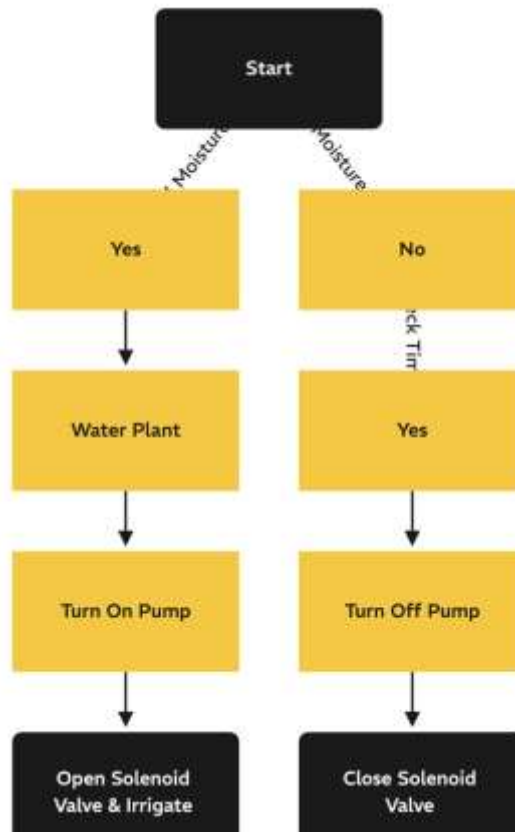 Start
Moisture
Moisture
Yes
No
Water Plant
Yes
Turn On Pump
Turn Off Pump
Open Solenoid
Valve & Irrigate
Close Solenoid
Valve